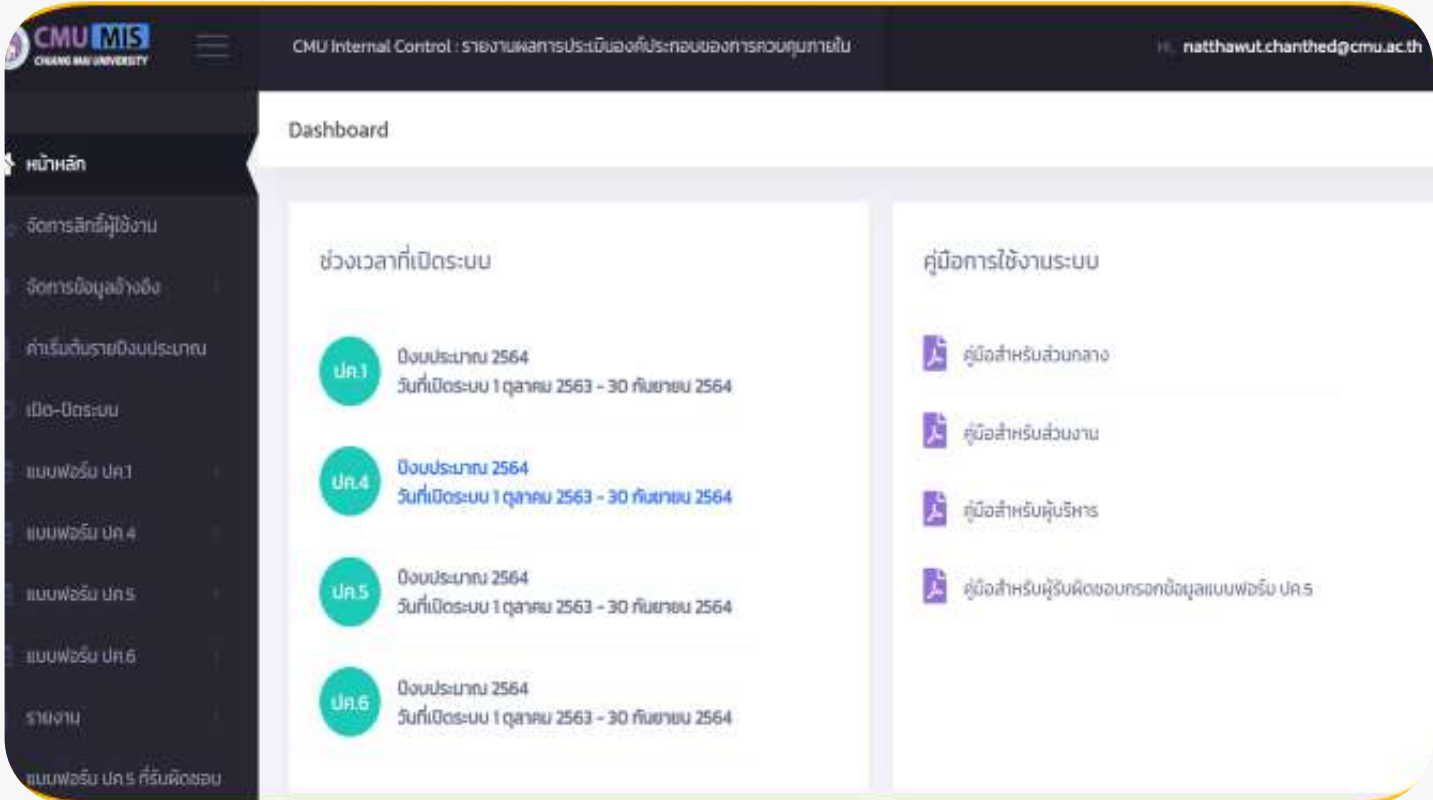 CMU MIS
CHIANG MAI UNIVERSITY
CMU Internal Control : รายงานผลการประเมินองค์ประกอบของการควบคุมภายใน
natthawut.chanthed@cmu.ac.th
Dashboard
หน้าหลัก
จัดการสิทธิ์ผู้ใช้งาน
จัดการข้อมูลอ้างอิง
ค่าเริ่มต้นรายปีงบประมาณ
เปิด-ปิดระบบ
แบบฟอร์ม ปค.1
แบบฟอร์ม ปค.4
แบบฟอร์ม ปค.5
แบบฟอร์ม ปค.6
รายงาน
แบบฟอร์ม ปค.5 ที่รับผิดชอบ
ช่วงเวลาที่เปิดระบบ
ปค.1
ปีงบประมาณ 2564
วันที่เปิดระบบ 1 ตุลาคม 2563 - 30 กันยายน 2564
ปค.4
ปีงบประมาณ 2564
วันที่เปิดระบบ 1 ตุลาคม 2563 - 30 กันยายน 2564
ปค.5
ปีงบประมาณ 2564
วันที่เปิดระบบ 1 ตุลาคม 2563 - 30 กันยายน 2564
ปค.6
ปีงบประมาณ 2564
วันที่เปิดระบบ 1 ตุลาคม 2563 - 30 กันยายน 2564
คู่มือการใช้งานระบบ
คู่มือสำหรับส่วนกลาง
คู่มือสำหรับส่วนงาน
คู่มือสำหรับผู้บริหาร
คู่มือสำหรับผู้รับผิดชอบกรอกข้อมูลแบบฟอร์ม ปค.5